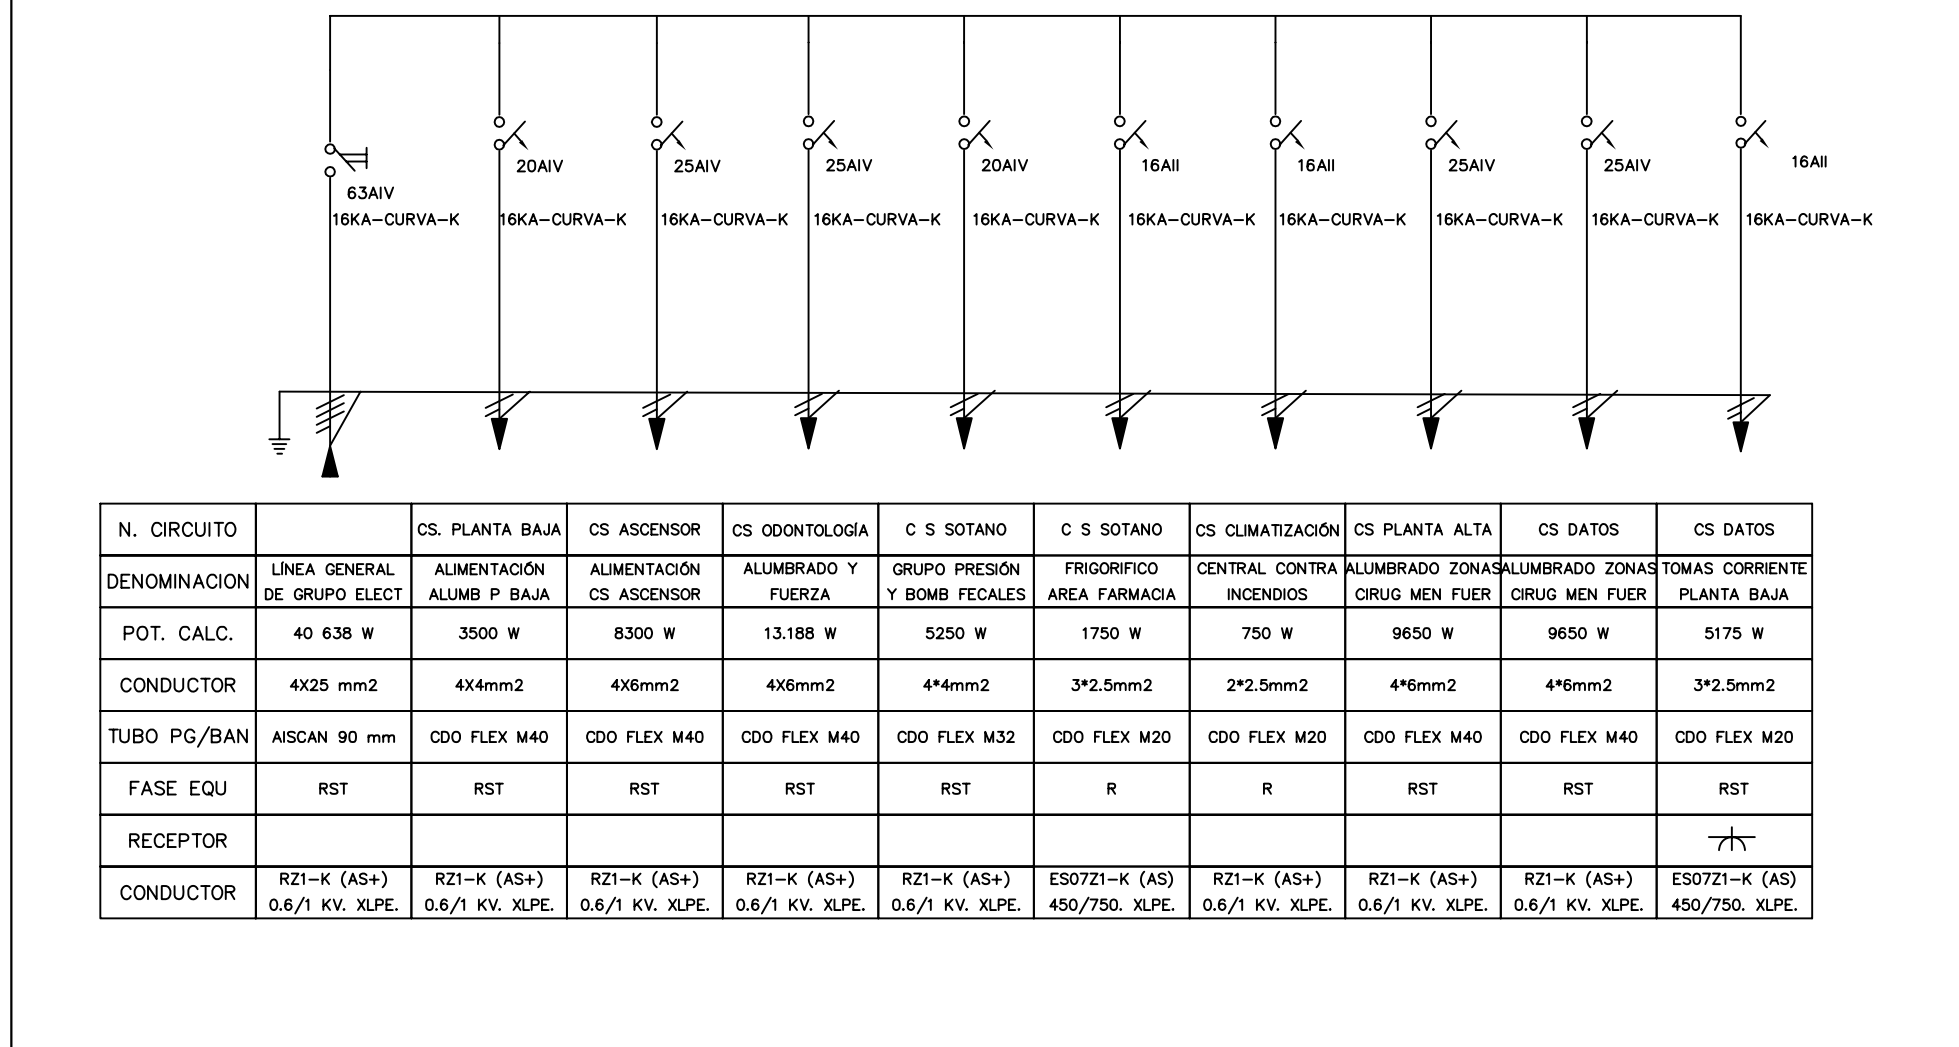 20AIV 25AIV 25AIV 20AIV 16AII 16AII 25AIV 25AIV 16AII
63AIV
16KA-CURVA-K 16KA-CURVA-K 16KA-CURVA-K 16KA-CURVA-K 16KA-CURVA-K 16KA-CURVA-K 16KA-CURVA-K 16KA-CURVA-K 16KA-CURVA-K 16KA-CURVA-K
N. CIRCUITO CS. PLANTA BAJA CS ASCENSOR CS ODONTOLOGÍA C S SOTANO C S SOTANO CS CLIMATIZACIÓN CS PLANTA ALTA CS DATOS CS DATOS
DENOMINACION
LÍNEA GENERAL
DE GRUPO ELECT
ALIMENTACIÓN
ALUMB P BAJA
ALIMENTACIÓN
CS ASCENSOR
ALUMBRADO Y
FUERZA
GRUPO PRESIÓN
Y BOMB FECALES
FRIGORIFICO
AREA FARMACIA
CENTRAL CONTRA
INCENDIOS
ALUMBRADO ZONAS
CIRUG MEN FUER
ALUMBRADO ZONAS
CIRUG MEN FUER
TOMAS CORRIENTE
PLANTA BAJA
POT. CALC. 40 638 W 3500 W 8300 W 13.188 W 5250 W 1750 W 750 W 9650 W 9650 W 5175 W
CONDUCTOR 4X25 mm2 4X4mm2 4X6mm2 4X6mm2 4*4mm2 3*2.5mm2 2*2.5mm2 4*6mm2 4*6mm2 3*2.5mm2
TUBO PG/BAN AISCAN 90 mm CDO FLEX M40 CDO FLEX M40 CDO FLEX M40 CDO FLEX M32 CDO FLEX M20 CDO FLEX M20 CDO FLEX M40 CDO FLEX M40 CDO FLEX M20
FASE EQU RST RST RST RST RST R R RST RST RST
RECEPTOR
CONDUCTOR
RZ1-K (AS+)
0.6/1 KV. XLPE.
RZ1-K (AS+)
0.6/1 KV. XLPE.
RZ1-K (AS+)
0.6/1 KV. XLPE.
RZ1-K (AS+)
0.6/1 KV. XLPE.
RZ1-K (AS+)
0.6/1 KV. XLPE.
ES07Z1-K (AS)
450/750. XLPE.
RZ1-K (AS+)
0.6/1 KV. XLPE.
RZ1-K (AS+)
0.6/1 KV. XLPE.
RZ1-K (AS+)
0.6/1 KV. XLPE.
ES07Z1-K (AS)
450/750. XLPE.